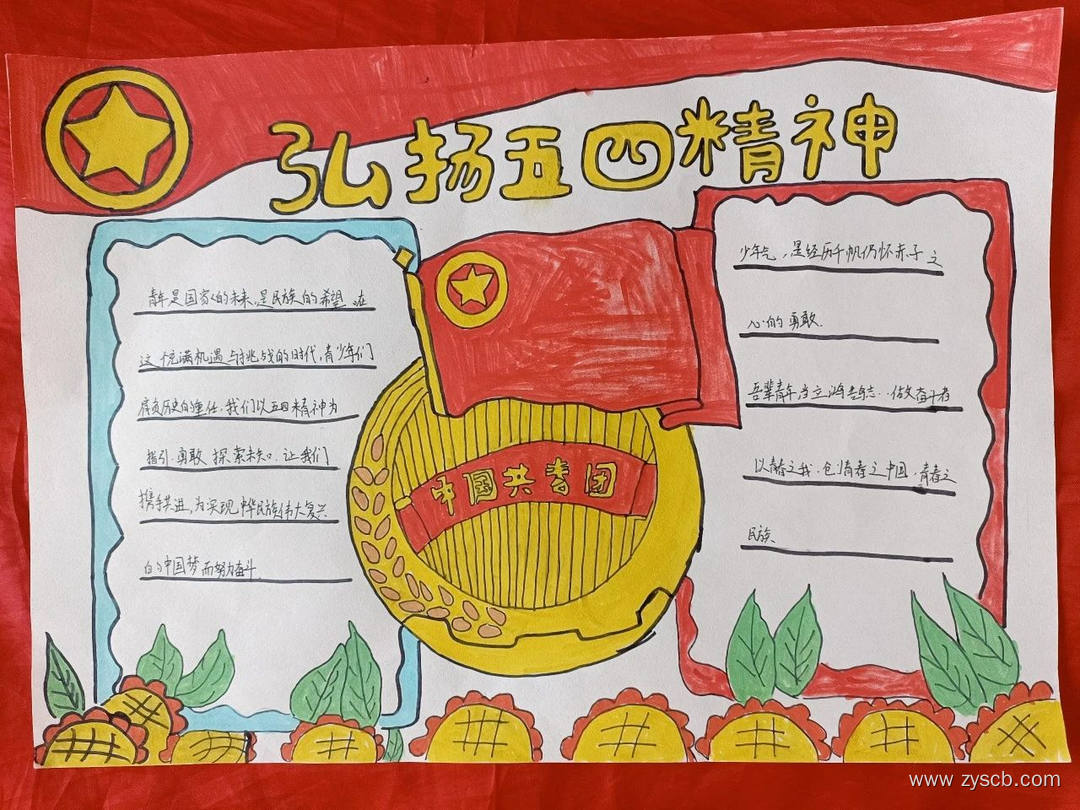 弘扬五四精神
青年是国家的未来,是民族的希望.在
这个充满机遇与挑战的时代,青少年们
肩负历史的重任.我们以五四精神为
指引.勇敢探索未知.让我们
携手共进,为实现中华民族伟大复兴
的中国梦而努力奋斗.
中国共青团
少年气,是经历千帆仍怀赤子之
心的勇敢.
吾辈青年当立鸿志..做奋斗者
以青春之我.创青春之中国.青春之
民族
www.zyscb.com